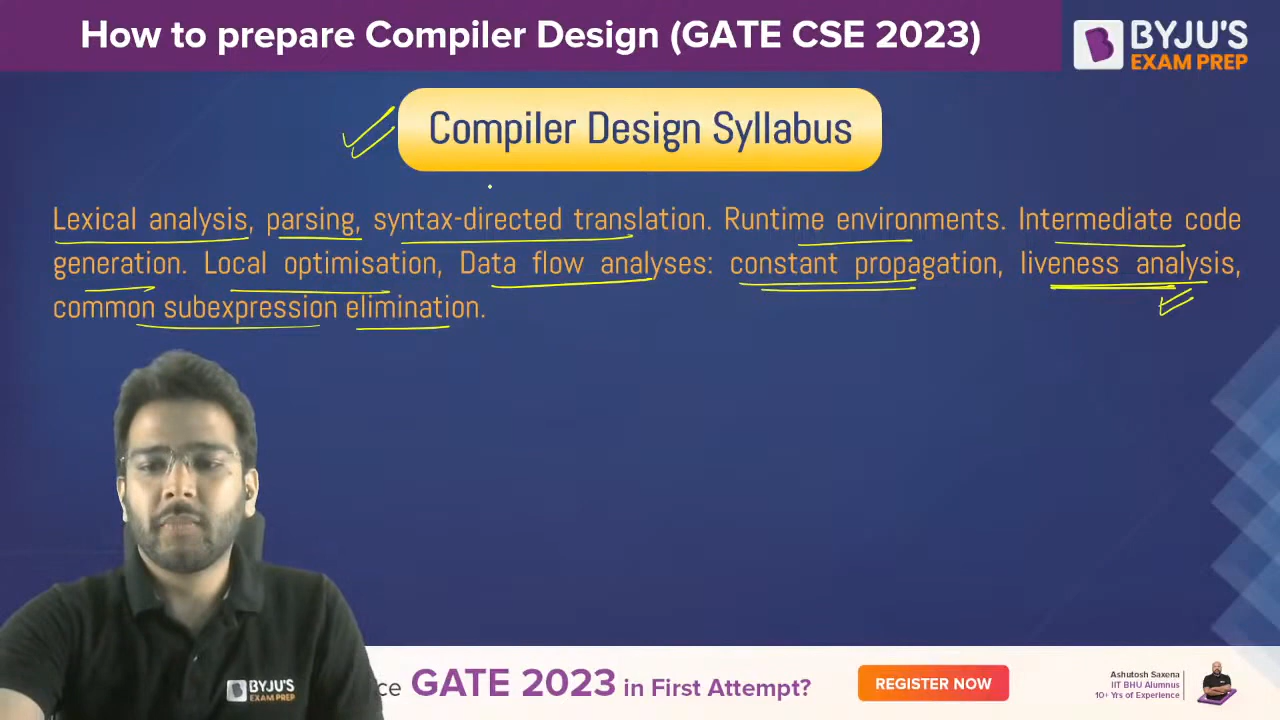 How to prepare Compiler Design (GATE CSE 2023)
BYJU'S
EXAM PREP
Compiler Design Syllabus
Lexical analysis, parsing, syntax-directed translation. Runtime environments. Intermediate code
generation. Local optimisation, Data flow analyses: constant propagation, liveness analysis,
common subexpression elimination.
BYJU'S
EXAM PREP
ce GATE 2023 in First Attempt?
REGISTER NOW
Ashutosh Saxena
IIT BHU Alumnus
10+ Yrs of Experience